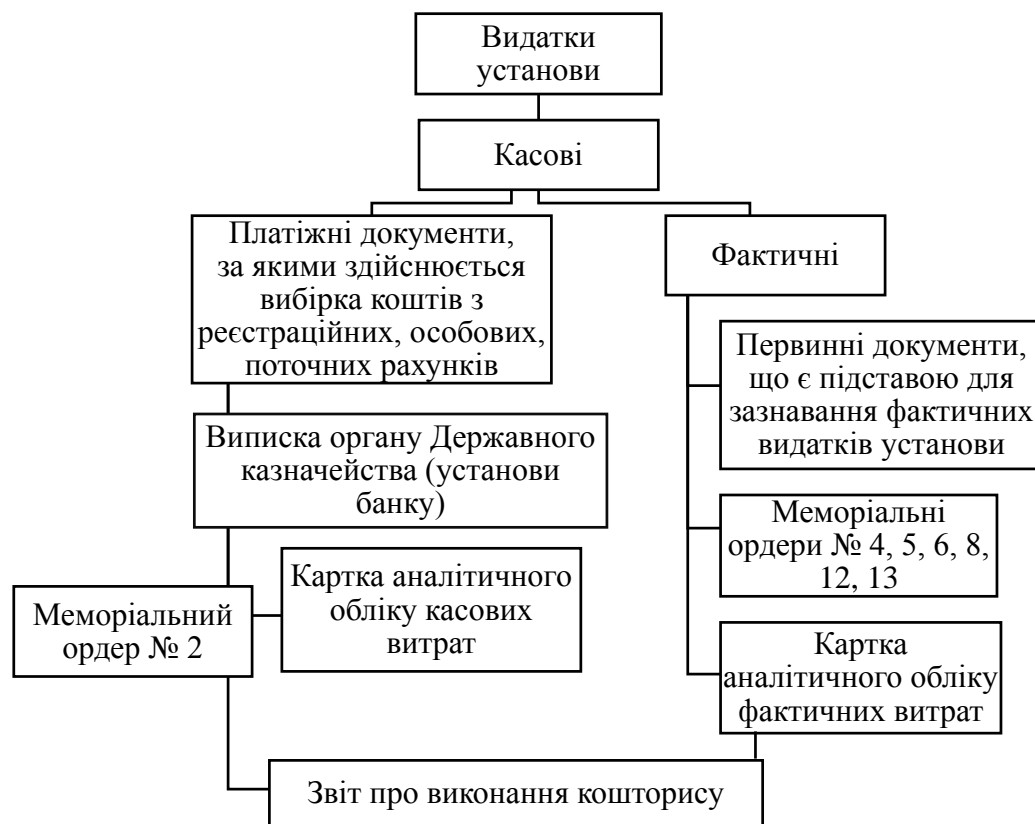 Видатки
установи
Касові
Платіжні документи,
за якими здійснюється
вибірка коштів з
реєстраційних, особових,
поточних рахунків
Фактичні
Первинні документи,
що є підставою для
зазнавання фактичних
видатків установи
Виписка органу Державного
казначейства (установи
банку)
Меморіальні
ордери № 4, 5, 6, 8,
12, 13
Картка аналітичного
обліку касових
витрат
Меморіальний
ордер № 2
Картка
аналітичного обліку
фактичних витрат
Звіт про виконання кошторису